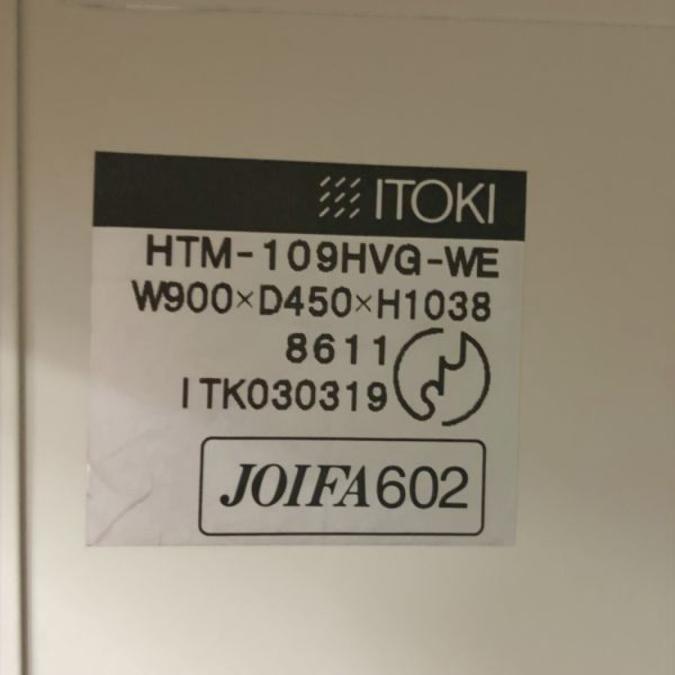 ITOKI
HTM-109HVG-WE
W900×D450×H1038
8611
ITK030319
JOIFA602